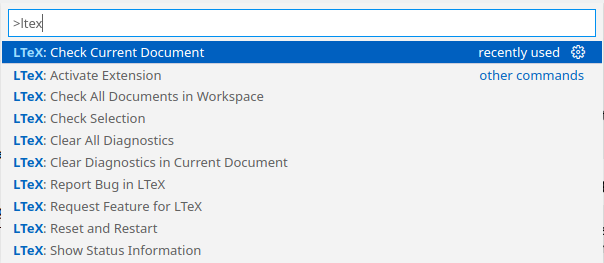 >ltex
LTeX: Check Current Document recently used
LTeX: Activate Extension other commands
LTeX: Check All Documents in Workspace
LTeX: Check Selection
LTeX: Clear All Diagnostics
LTeX: Clear Diagnostics in Current Document
LTeX: Report Bug in LTeX
LTeX: Request Feature for LTeX
LTeX: Reset and Restart
LTeX: Show Status Information